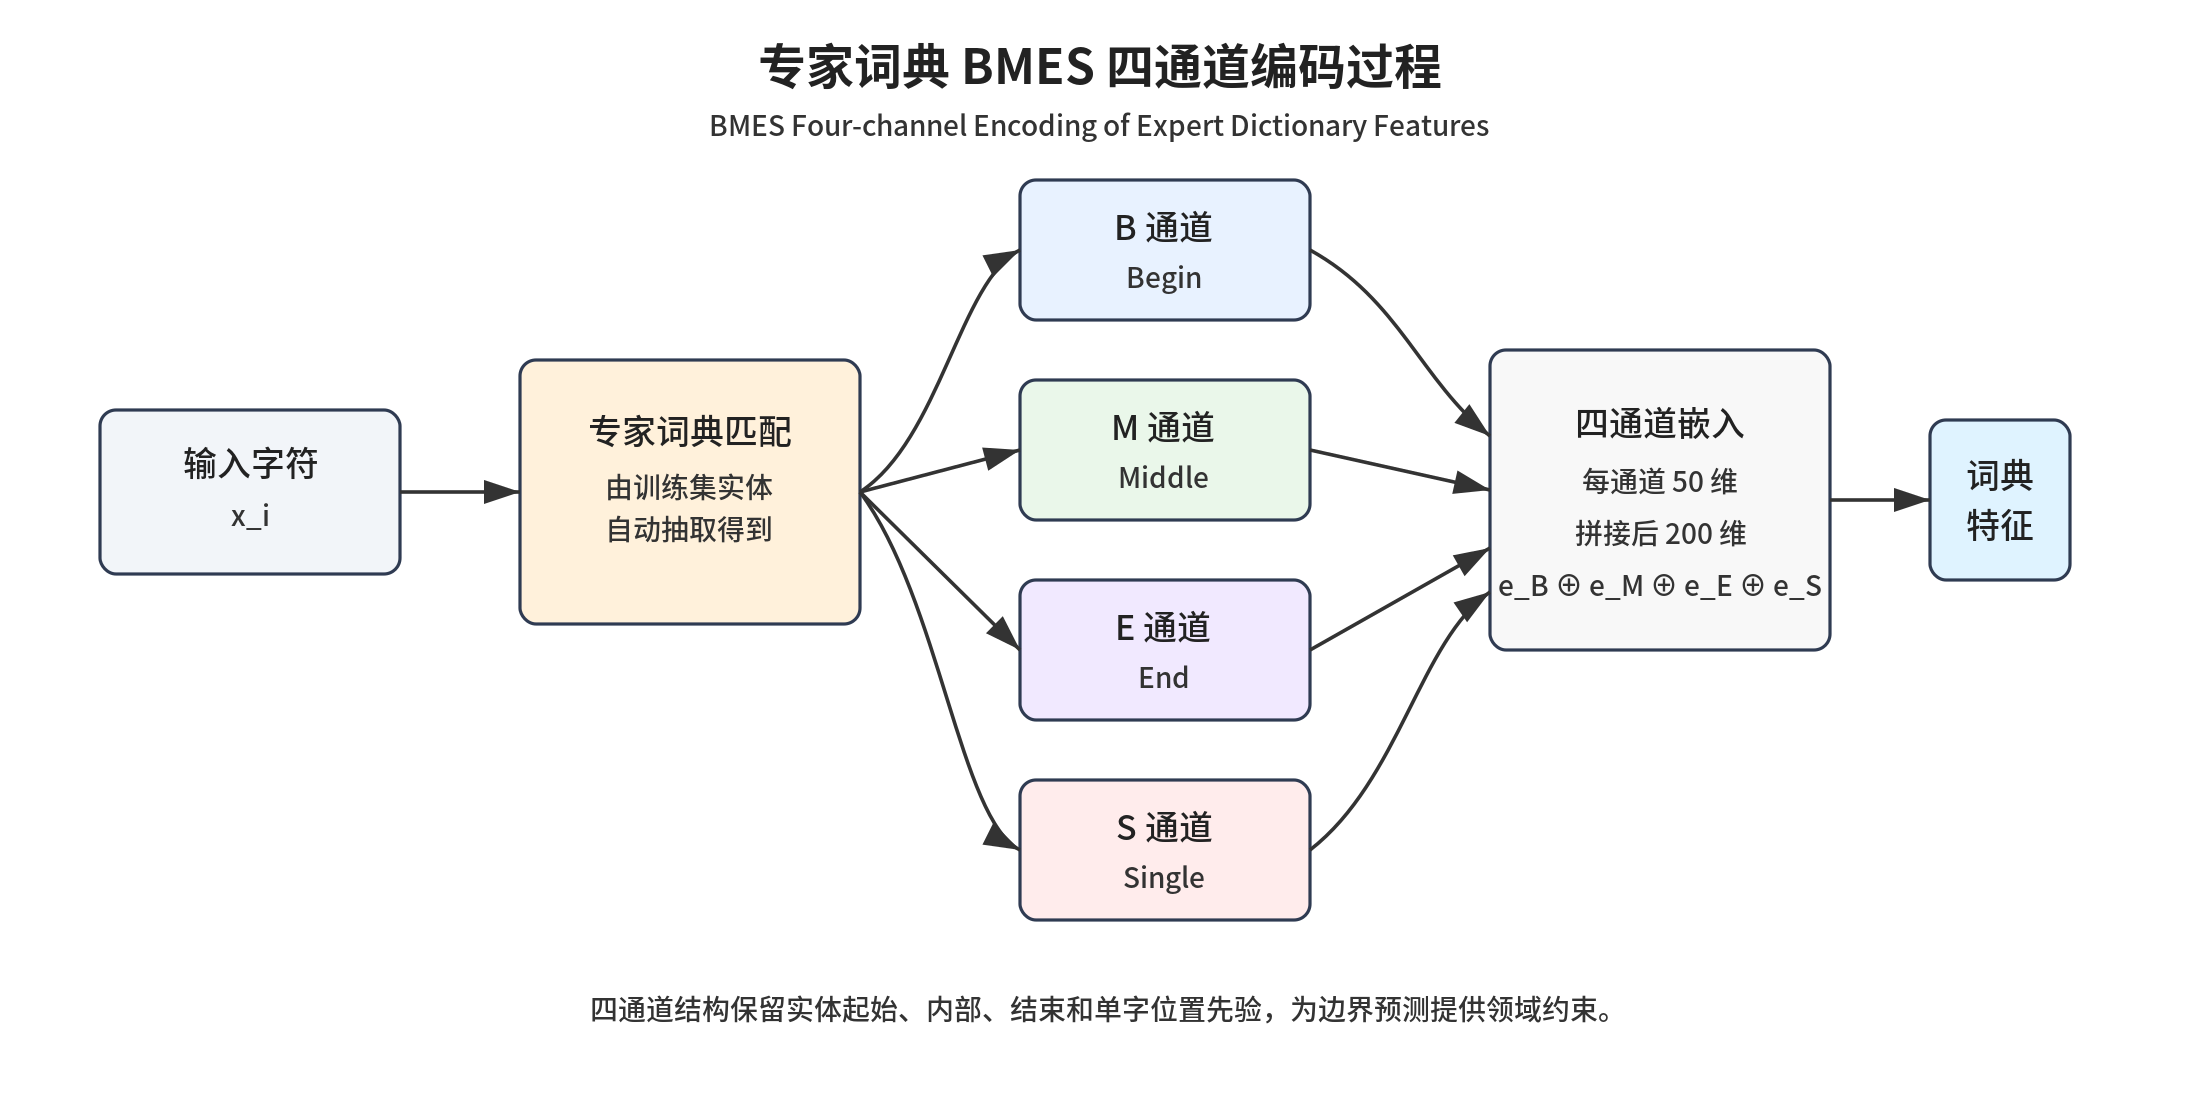 专家词典 BMES 四通道编码过程
BMES Four-channel Encoding of Expert Dictionary Features
输入字符
x_i
专家词典匹配
由训练集实体
自动抽取得到
B 通道
Begin
M 通道
Middle
E 通道
End
S 通道
Single
四通道嵌入
每通道 50 维
拼接后 200 维
e_B ⊕ e_M ⊕ e_E ⊕ e_S
词典
特征
四通道结构保留实体起始、内部、结束和单字位置先验，为边界预测提供领域约束。